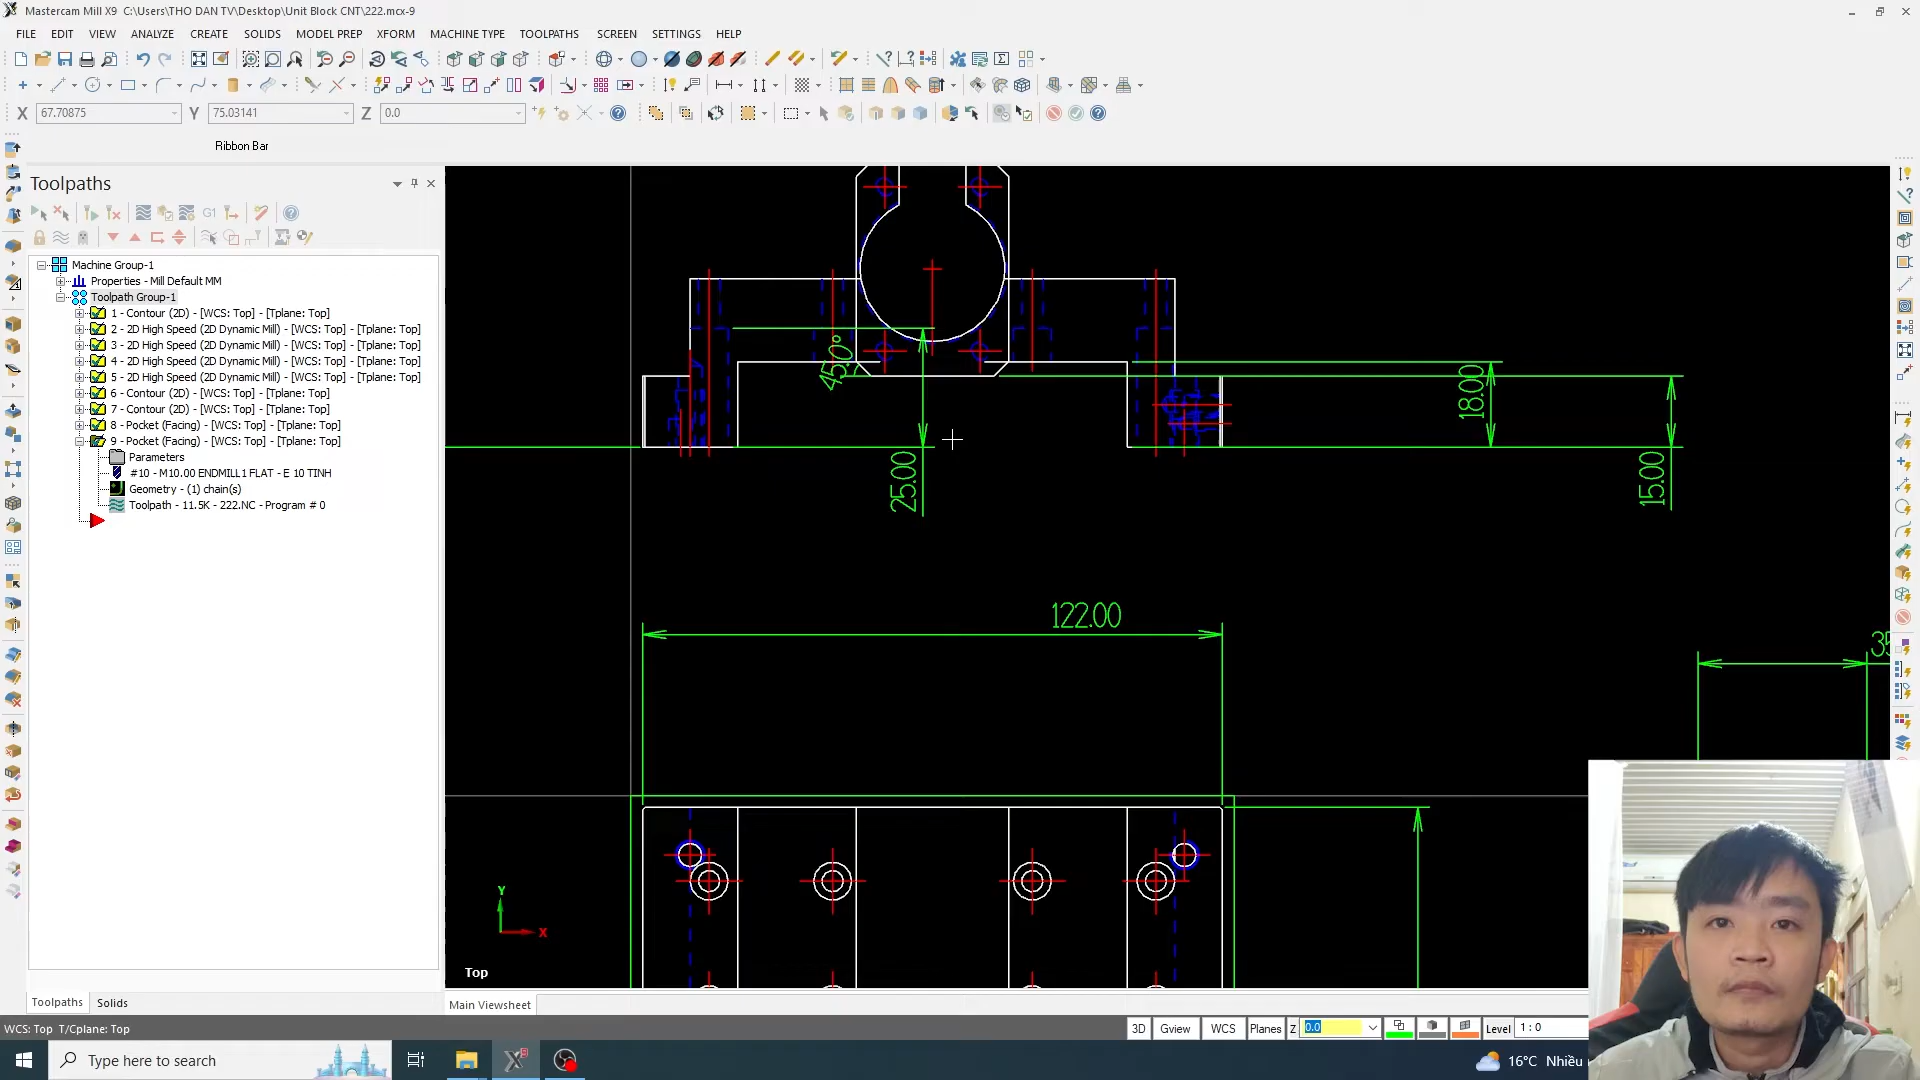 Mastercam Mill X9  C:\Users\THO DAN TV\Desktop\Unit Block CNT\222.mcx-9
FILE EDIT VIEW ANALYZE CREATE SOLIDS MODEL PREP XFORM MACHINE TYPE TOOLPATHS SCREEN SETTINGS HELP
X 67.70875 Y 75.03141 Z 0.0
Ribbon Bar
Toolpaths
G1
Machine Group-1
Properties - Mill Default MM
Toolpath Group-1
1 - Contour (2D) - [WCS: Top] - [Tplane: Top]
2 - 2D High Speed (2D Dynamic Mill) - [WCS: Top] - [Tplane: Top]
3 - 2D High Speed (2D Dynamic Mill) - [WCS: Top] - [Tplane: Top]
4 - 2D High Speed (2D Dynamic Mill) - [WCS: Top] - [Tplane: Top]
5 - 2D High Speed (2D Dynamic Mill) - [WCS: Top] - [Tplane: Top]
6 - Contour (2D) - [WCS: Top] - [Tplane: Top]
7 - Contour (2D) - [WCS: Top] - [Tplane: Top]
8 - Pocket (Facing) - [WCS: Top] - [Tplane: Top]
9 - Pocket (Facing) - [WCS: Top] - [Tplane: Top]
Parameters
#10 - M10.00 ENDMILL1 FLAT - E 10 TINH
Geometry - (1) chain(s)
Toolpath - 11.5K - 222.NC - Program # 0
45.0°
25.00
18.00
15.00
122.00
35
Y
X
Top
Toolpaths Solids
Main Viewsheet
WCS: Top T/Cplane: Top
3D Gview WCS Planes Z 0.0 Level 1 : 0
Type here to search
16°C Nhiều